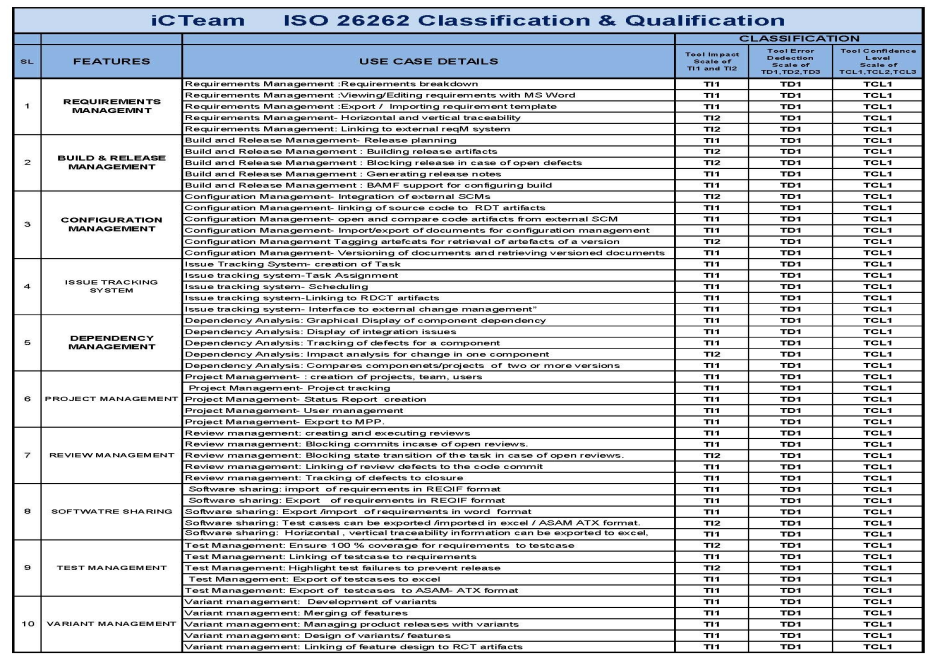 iCTeam ISO 26262 Classification & Qualification
CLASSIFICATION
SL FEATURES USE CASE DETAILS Tool Impact Scale of TI1 and TI2 Tool Error Dedection Scale of TD1,TD2,TD3 Tool Confidence Level Scale of TCL1,TCL2,TCL3
1 REQUIREMENTS MANAGEMNT
Requirements Management :Requirements breakdown TI1 TD1 TCL1
Requirements Management :Viewing/Editing requirements with MS Word TI1 TD1 TCL1
Requirements Management :Export / Importing requirement template TI1 TD1 TCL1
Requirements Management- Horizontal and vertical traceability TI2 TD1 TCL1
Requirements Management: Linking to external reqM system TI2 TD1 TCL1
2 BUILD & RELEASE MANAGEMENT
Build and Release Management- Release planning TI1 TD1 TCL1
Build and Release Management : Building release artifacts TI2 TD1 TCL1
Build and Release Management : Blocking release in case of open defects TI2 TD1 TCL1
Build and Release Management : Generating release notes TI1 TD1 TCL1
Build and Release Management : BAMF support for configuring build TI1 TD1 TCL1
3 CONFIGURATION MANAGEMENT
Configuration Management- Integration of external SCMs TI2 TD1 TCL1
Configuration Management- linking of source code to RDT artifacts TI1 TD1 TCL1
Configuration Management- open and compare code artifacts from external SCM TI1 TD1 TCL1
Configuration Management- Import/export of documents for configuration management TI1 TD1 TCL1
Configuration Management Tagging artefcats for retrieval of artefacts of a version TI2 TD1 TCL1
Configuration Management- Versioning of documents and retrieving versioned documents TI1 TD1 TCL1
4 ISSUE TRACKING SYSTEM
Issue Tracking System- creation of Task TI1 TD1 TCL1
Issue tracking system-Task Assignment TI1 TD1 TCL1
Issue tracking system- Scheduling TI1 TD1 TCL1
Issue tracking system-Linking to RDCT artifacts TI1 TD1 TCL1
Issue tracking system- Interface to external change management" TI1 TD1 TCL1
5 DEPENDENCY MANAGEMENT
Dependency Analysis: Graphical Display of component dependency TI1 TD1 TCL1
Dependency Analysis: Display of integration issues TI1 TD1 TCL1
Dependency Analysis: Tracking of defects for a component TI1 TD1 TCL1
Dependency Analysis: Impact analysis for change in one component TI2 TD1 TCL1
Dependency Analysis: Compares componenets/projects of two or more versions TI1 TD1 TCL1
6 PROJECT MANAGEMENT
Project Management- : creation of projects, team, users TI1 TD1 TCL1
Project Management- Project tracking TI1 TD1 TCL1
Project Management- Status Report creation TI1 TD1 TCL1
Project Management- User management TI1 TD1 TCL1
Project Management- Export to MPP. TI1 TD1 TCL1
7 REVIEW MANAGEMENT
Review management: creating and executing reviews TI1 TD1 TCL1
Review management: Blocking commits incase of open reviews. TI1 TD1 TCL1
Review management: Blocking state transition of the task in case of open reviews. TI2 TD1 TCL1
Review management: Linking of review defects to the code commit TI1 TD1 TCL1
Review management: Tracking of defects to closure TI1 TD1 TCL1
8 SOFTWATRE SHARING
Software sharing: import of requirements in REQIF format TI1 TD1 TCL1
Software sharing: Export of requirements in REQIF format TI1 TD1 TCL1
Software sharing: Export /import of requirements in word format TI1 TD1 TCL1
Software sharing: Test cases can be exported /imported in excel / ASAM ATX format. TI2 TD1 TCL1
Software sharing: Horizontal , vertical traceability information can be exported to excel, TI1 TD1 TCL1
9 TEST MANAGEMENT
Test Management: Ensure 100 % coverage for requirements to testcase TI2 TD1 TCL1
Test Management: Linking of testcase to requirements TI1 TD1 TCL1
Test Management: Highlight test failures to prevent release TI2 TD1 TCL1
Test Management: Export of testcases to excel TI1 TD1 TCL1
Test Management: Export of testcases to ASAM- ATX format TI1 TD1 TCL1
10 VARIANT MANAGEMENT
Variant management: Development of variants TI1 TD1 TCL1
Variant management: Merging of features TI1 TD1 TCL1
Variant management: Managing product releases with variants TI1 TD1 TCL1
Variant management: Design of variants/ features TI1 TD1 TCL1
Variant management: Linking of feature design to RCT artifacts TI1 TD1 TCL1